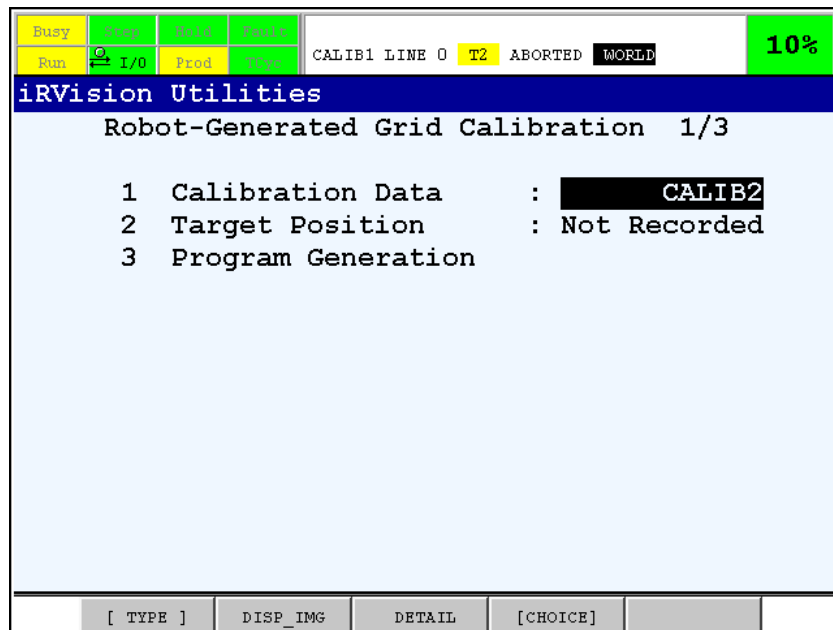 Busy Step Hold Fault
Run I/O Prod TCyc
CALIB1 LINE 0 T2 ABORTED WORLD
10%
iRVision Utilities
Robot-Generated Grid Calibration 1/3
1 Calibration Data : CALIB2
2 Target Position : Not Recorded
3 Program Generation
[ TYPE ] DISP_IMG DETAIL [CHOICE]